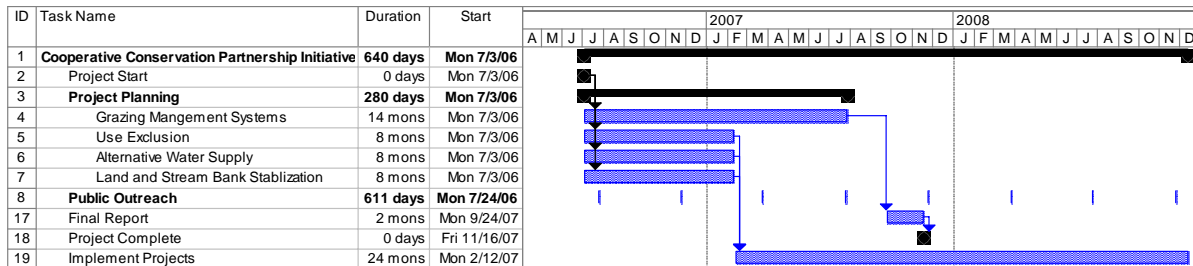 ID Task Name Duration Start 2007 2008
A M J J A S O N D J F M A M J J A S O N D J F M A M J J A S O N D
1 Cooperative Conservation Partnership Initiative 640 days Mon 7/3/06
2 Project Start 0 days Mon 7/3/06
3 Project Planning 280 days Mon 7/3/06
4 Grazing Mangement Systems 14 mons Mon 7/3/06
5 Use Exclusion 8 mons Mon 7/3/06
6 Alternative Water Supply 8 mons Mon 7/3/06
7 Land and Stream Bank Stablization 8 mons Mon 7/3/06
8 Public Outreach 611 days Mon 7/24/06
17 Final Report 2 mons Mon 9/24/07
18 Project Complete 0 days Fri 11/16/07
19 Implement Projects 24 mons Mon 2/12/07